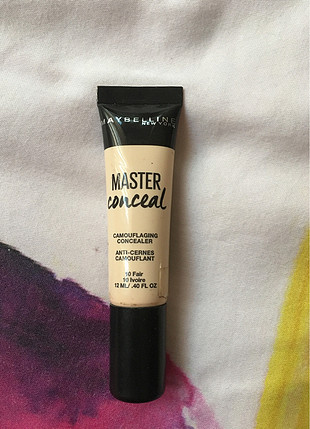 MAYBELLINE
NEW YORK
MASTER
conceal
CAMOUFLAGING
CONCEALER
ANTI-CERNES
CAMOUFLANT
10 Fair
10 Ivoire
12 ML/.40 FL OZ